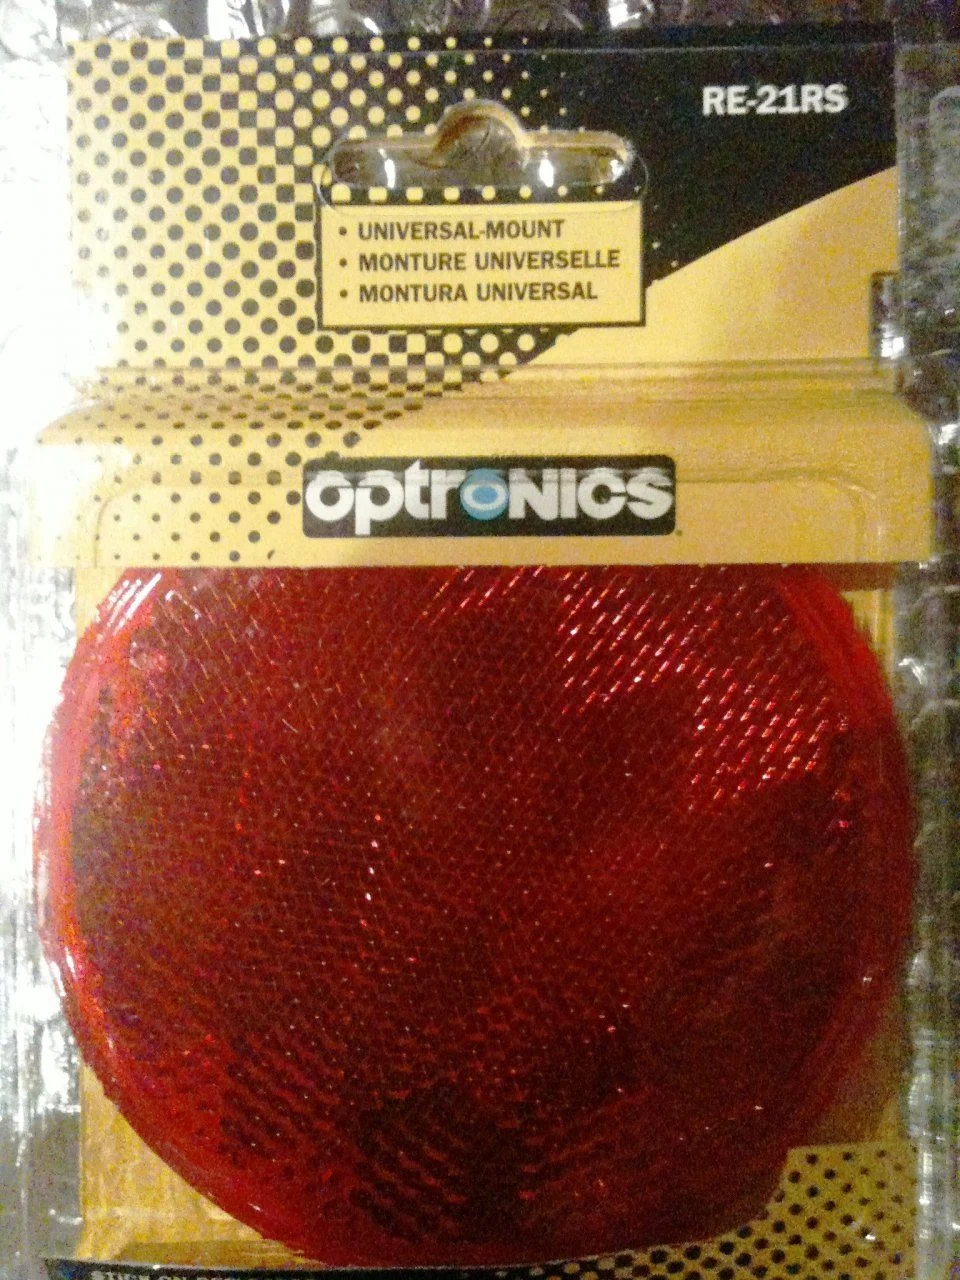 RE-21RS
• UNIVERSAL-MOUNT
• MONTURE UNIVERSELLE
• MONTURA UNIVERSAL
optrONICS